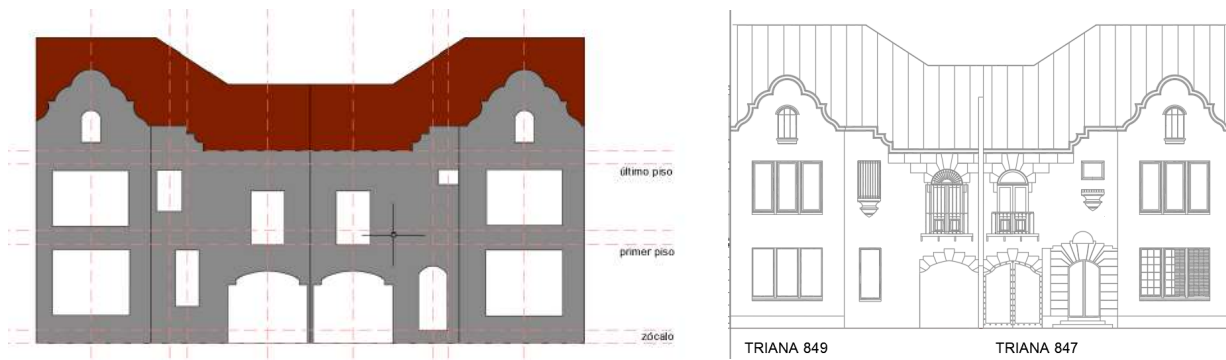 último piso
primer piso
zócalo
TRIANA 849
TRIANA 847